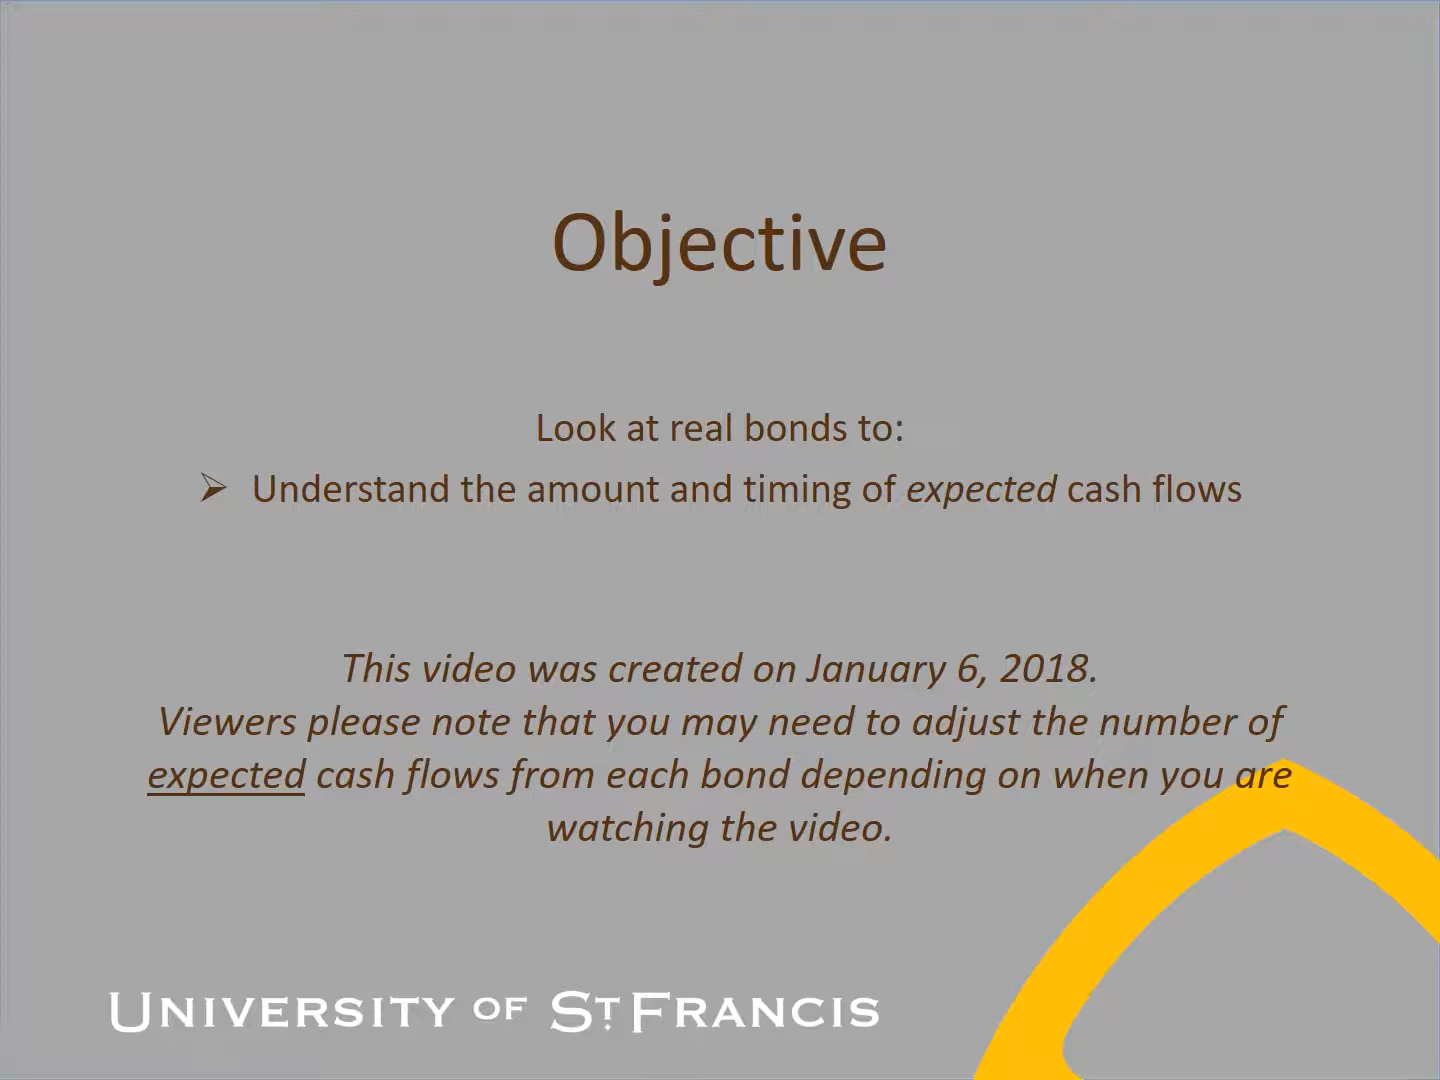 Objective
Look at real bonds to:
➢ Understand the amount and timing of expected cash flows
This video was created on January 6, 2018.
Viewers please note that you may need to adjust the number of
expected cash flows from each bond depending on when you are
watching the video.
UNIVERSITY OF ST. FRANCIS